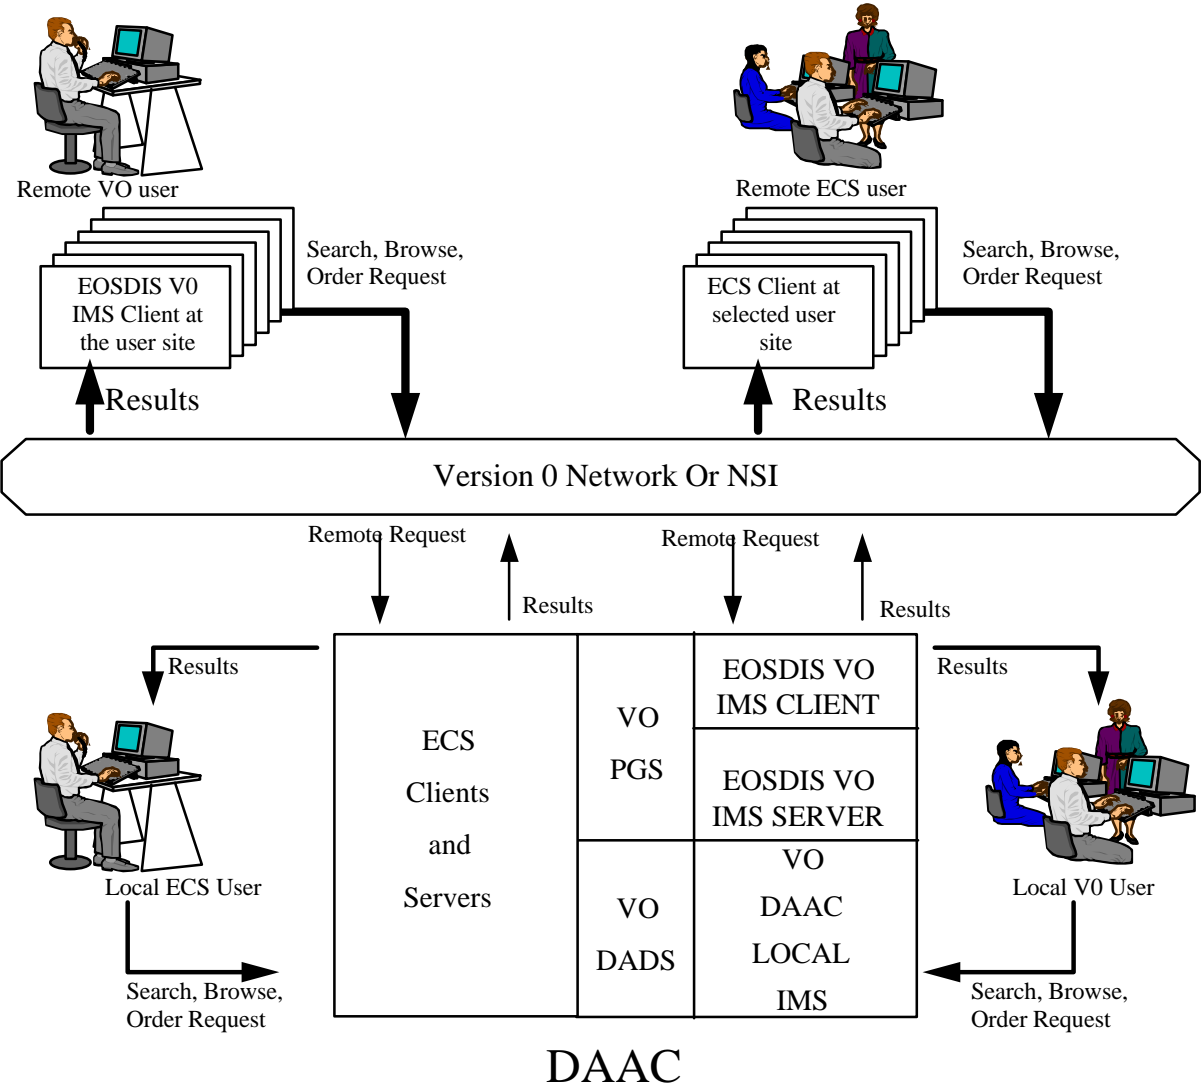 Remote VO user
Remote ECS user
EOSDIS V0
IMS Client at
the user site
Search, Browse,
Order Request
ECS Client at
selected user
site
Search, Browse,
Order Request
Results
Results
Version 0 Network Or NSI
Remote Request
Results
Remote Request
Results
Results
Local ECS User
Search, Browse,
Order Request
ECS
Clients
and
Servers
VO
PGS
VO
DADS
EOSDIS VO
IMS CLIENT
EOSDIS VO
IMS SERVER
VO
DAAC
LOCAL
IMS
Results
Local V0 User
Search, Browse,
Order Request
DAAC